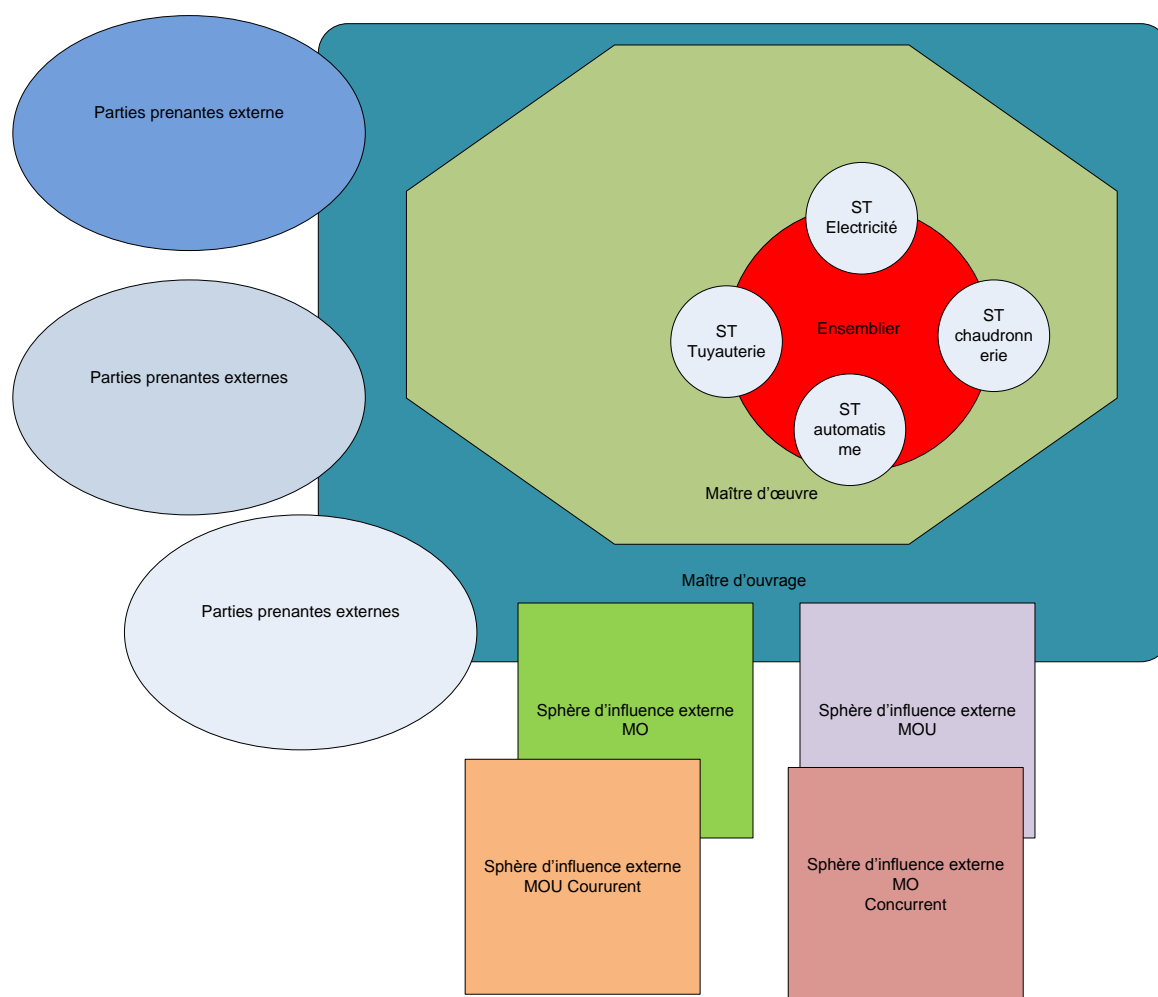 Parties prenantes externe
ST
Electricité
ST
Tuyauterie
Ensemblier
ST
chaudronn
erie
Parties prenantes externes
ST
automatis
me
Maître d’œuvre
Maître d’ouvrage
Parties prenantes externes
Sphère d’influence externe
MO
Sphère d’influence externe
MOU
Sphère d’influence externe
MOU Coururent
Sphère d’influence externe
MO
Concurrent